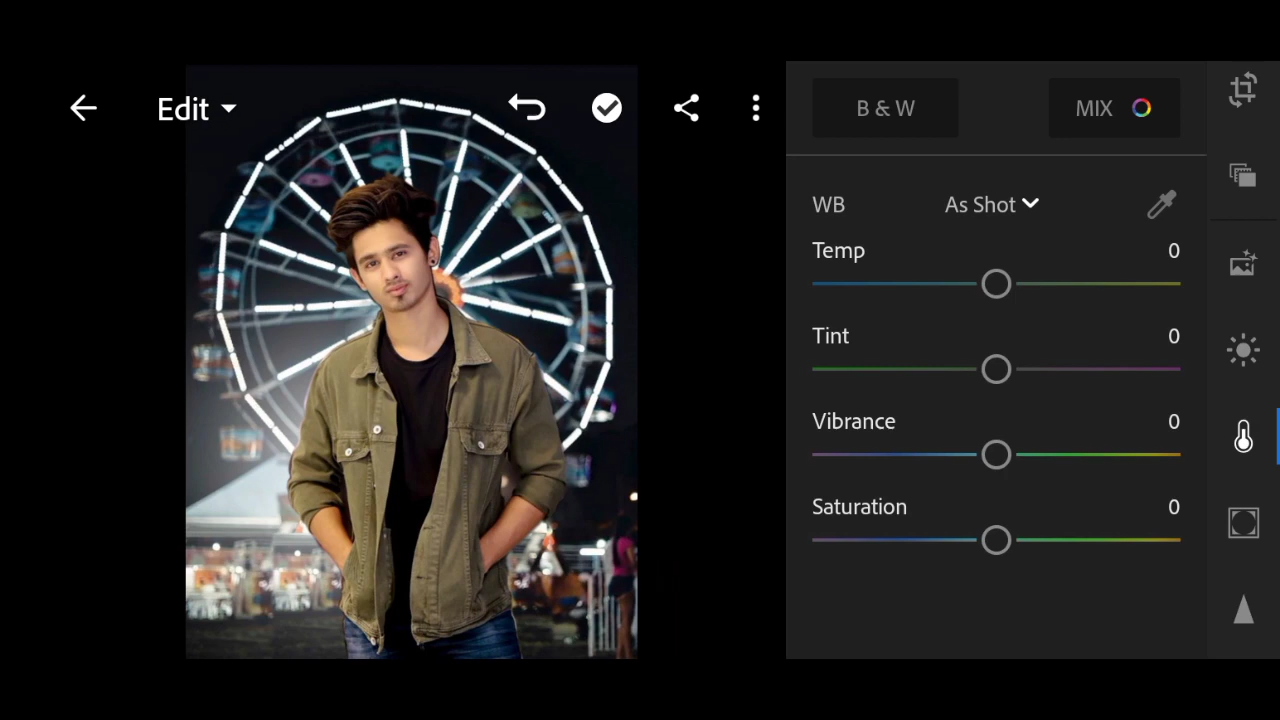 Edit
B & W
MIX
WB
As Shot
Temp 0
Tint 0
Vibrance 0
Saturation 0